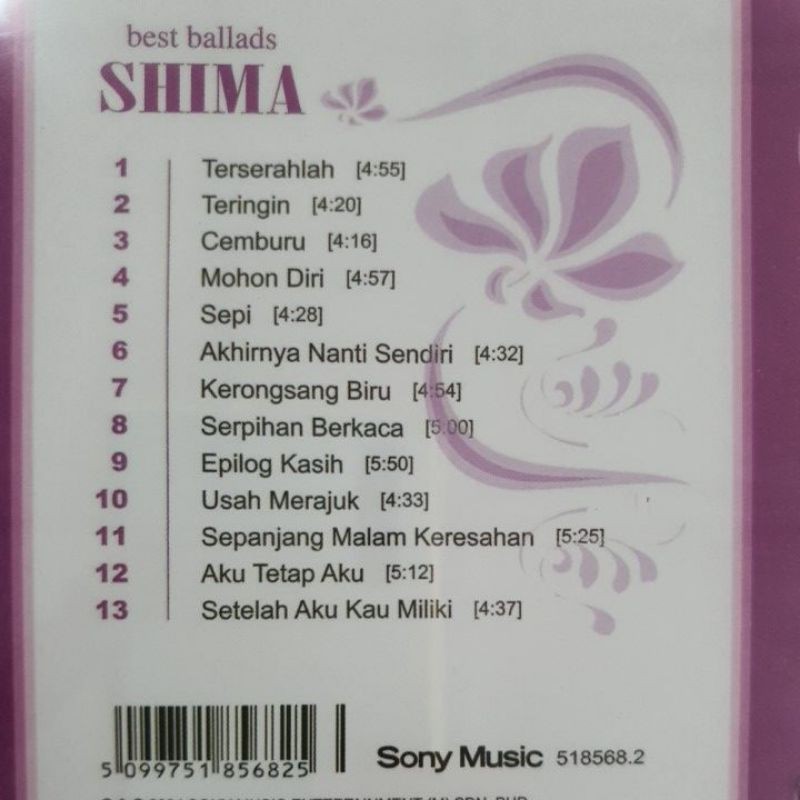 best ballads
SHIMA
1 Terserahlah [4:55]
2 Teringin [4:20]
3 Cemburu [4:16]
4 Mohon Diri [4:57]
5 Sepi [4:28]
6 Akhirnya Nanti Sendiri [4:32]
7 Kerongsang Biru [4:54]
8 Serpihan Berkaca [5:00]
9 Epilog Kasih [5:50]
10 Usah Merajuk [4:33]
11 Sepanjang Malam Keresahan [5:25]
12 Aku Tetap Aku [5:12]
13 Setelah Aku Kau Miliki [4:37]
5 099751 856825
Sony Music 518568.2